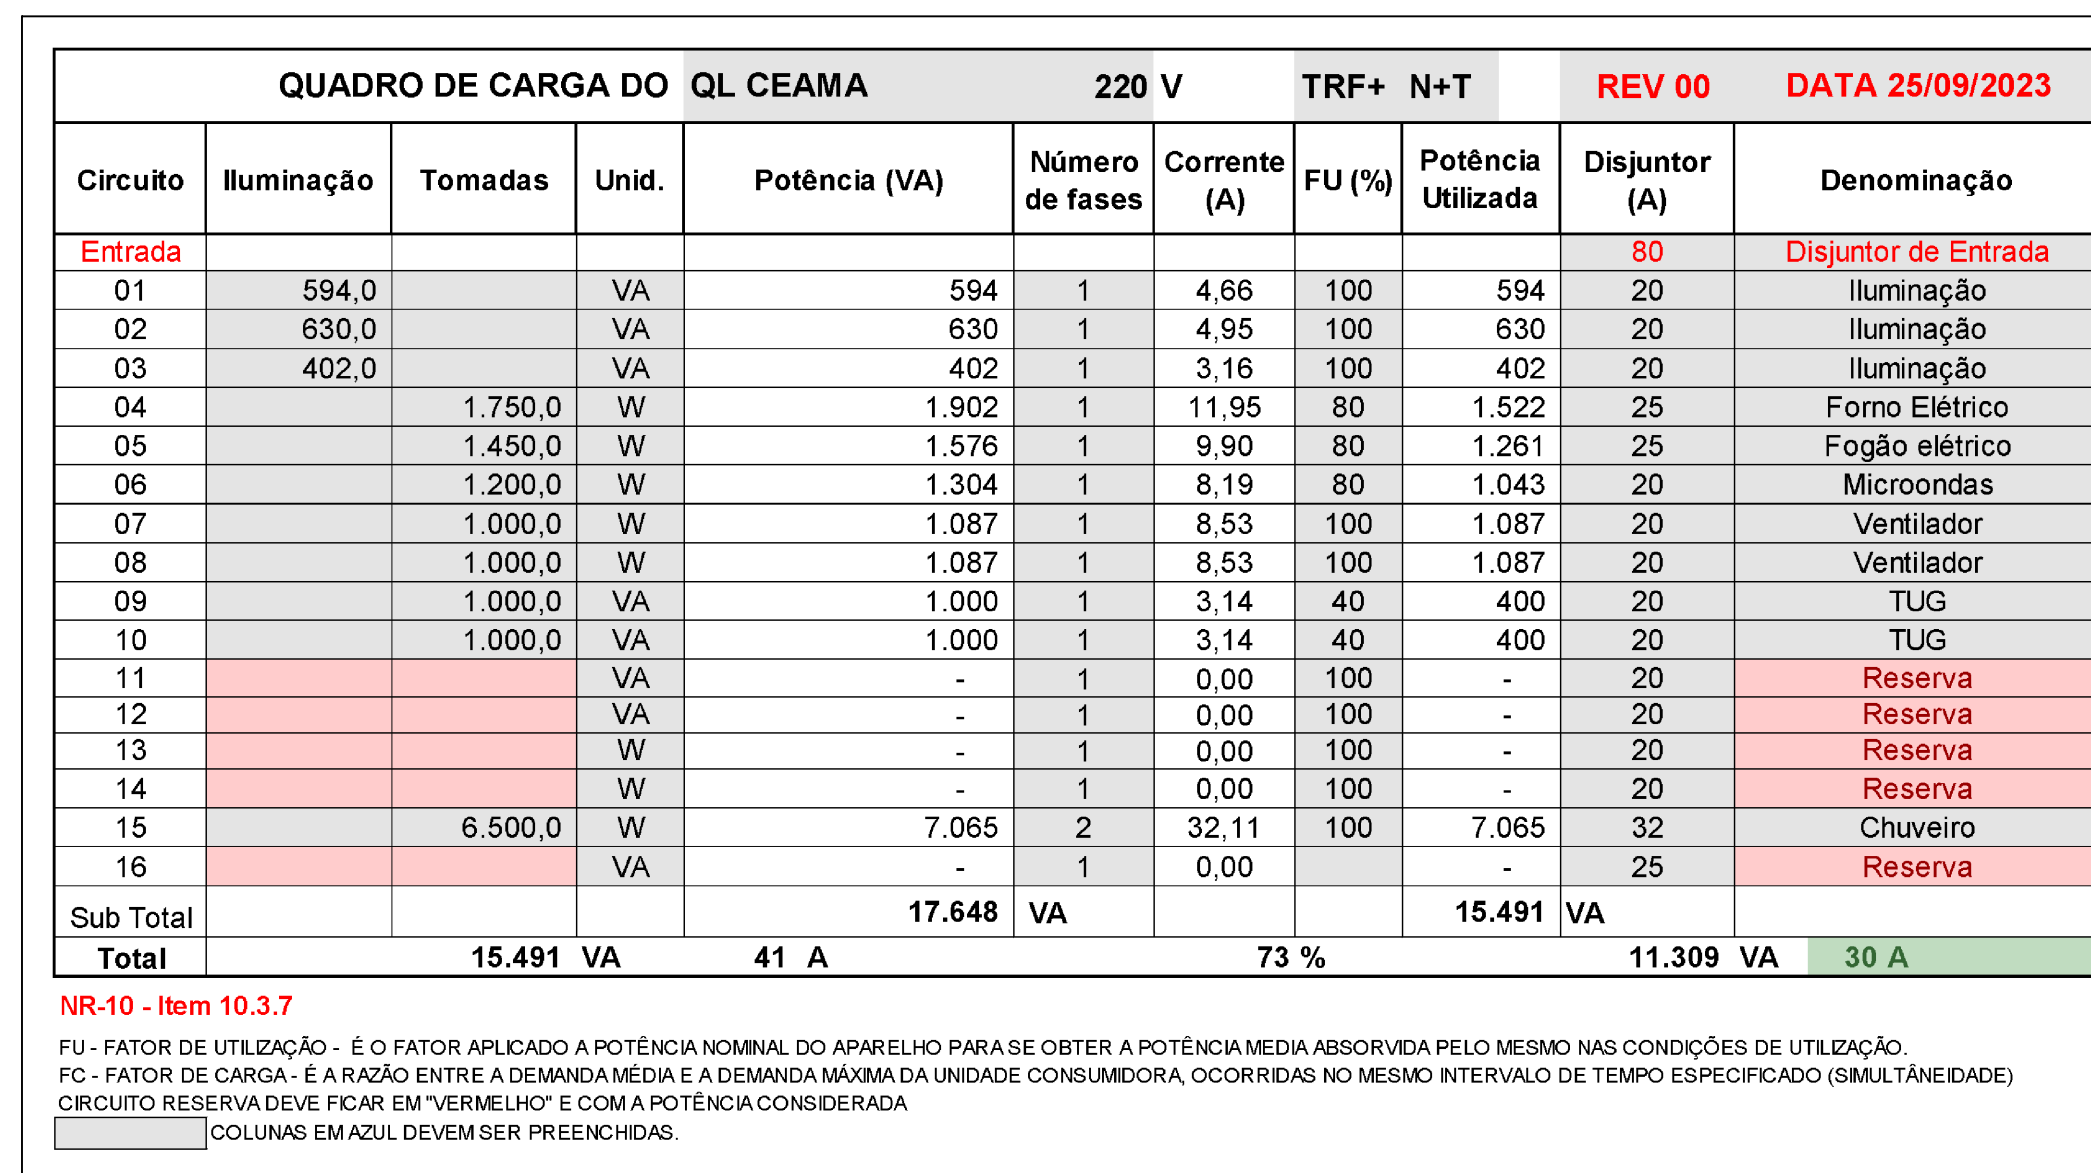 QUADRO DE CARGA DO QL CEAMA 220 V TRF+ N+T REV 00 DATA 25/09/2023
Circuito Iluminação Tomadas Unid. Potência (VA) Número de fases Corrente (A) FU (%) Potência Utilizada Disjuntor (A) Denominação
Entrada 80 Disjuntor de Entrada
01 594,0 VA 594 1 4,66 100 594 20 Iluminação
02 630,0 VA 630 1 4,95 100 630 20 Iluminação
03 402,0 VA 402 1 3,16 100 402 20 Iluminação
04 1.750,0 W 1.902 1 11,95 80 1.522 25 Forno Elétrico
05 1.450,0 W 1.576 1 9,90 80 1.261 25 Fogão elétrico
06 1.200,0 W 1.304 1 8,19 80 1.043 20 Microondas
07 1.000,0 W 1.087 1 8,53 100 1.087 20 Ventilador
08 1.000,0 W 1.087 1 8,53 100 1.087 20 Ventilador
09 1.000,0 VA 1.000 1 3,14 40 400 20 TUG
10 1.000,0 VA 1.000 1 3,14 40 400 20 TUG
11 VA - 1 0,00 100 - 20 Reserva
12 VA - 1 0,00 100 - 20 Reserva
13 W - 1 0,00 100 - 20 Reserva
14 W - 1 0,00 100 - 20 Reserva
15 6.500,0 W 7.065 2 32,11 100 7.065 32 Chuveiro
16 VA - 1 0,00 - 25 Reserva
Sub Total 17.648 VA 15.491 VA
Total 15.491 VA 41 A 73 % 11.309 VA 30 A
NR-10 - Item 10.3.7
FU - FATOR DE UTILIZAÇÃO - É O FATOR APLICADO A POTÊNCIA NOMINAL DO APARELHO PARA SE OBTER A POTÊNCIA MEDIA ABSORVIDA PELO MESMO NAS CONDIÇÕES DE UTILIZAÇÃO.
FC - FATOR DE CARGA - É A RAZÃO ENTRE A DEMANDA MÉDIA E A DEMANDA MÁXIMA DA UNIDADE CONSUMIDORA, OCORRIDAS NO MESMO INTERVALO DE TEMPO ESPECIFICADO (SIMULTÂNEIDADE)
CIRCUITO RESERVA DEVE FICAR EM "VERMELHO" E COM A POTÊNCIA CONSIDERADA
COLUNAS EM AZUL DEVEM SER PREENCHIDAS.